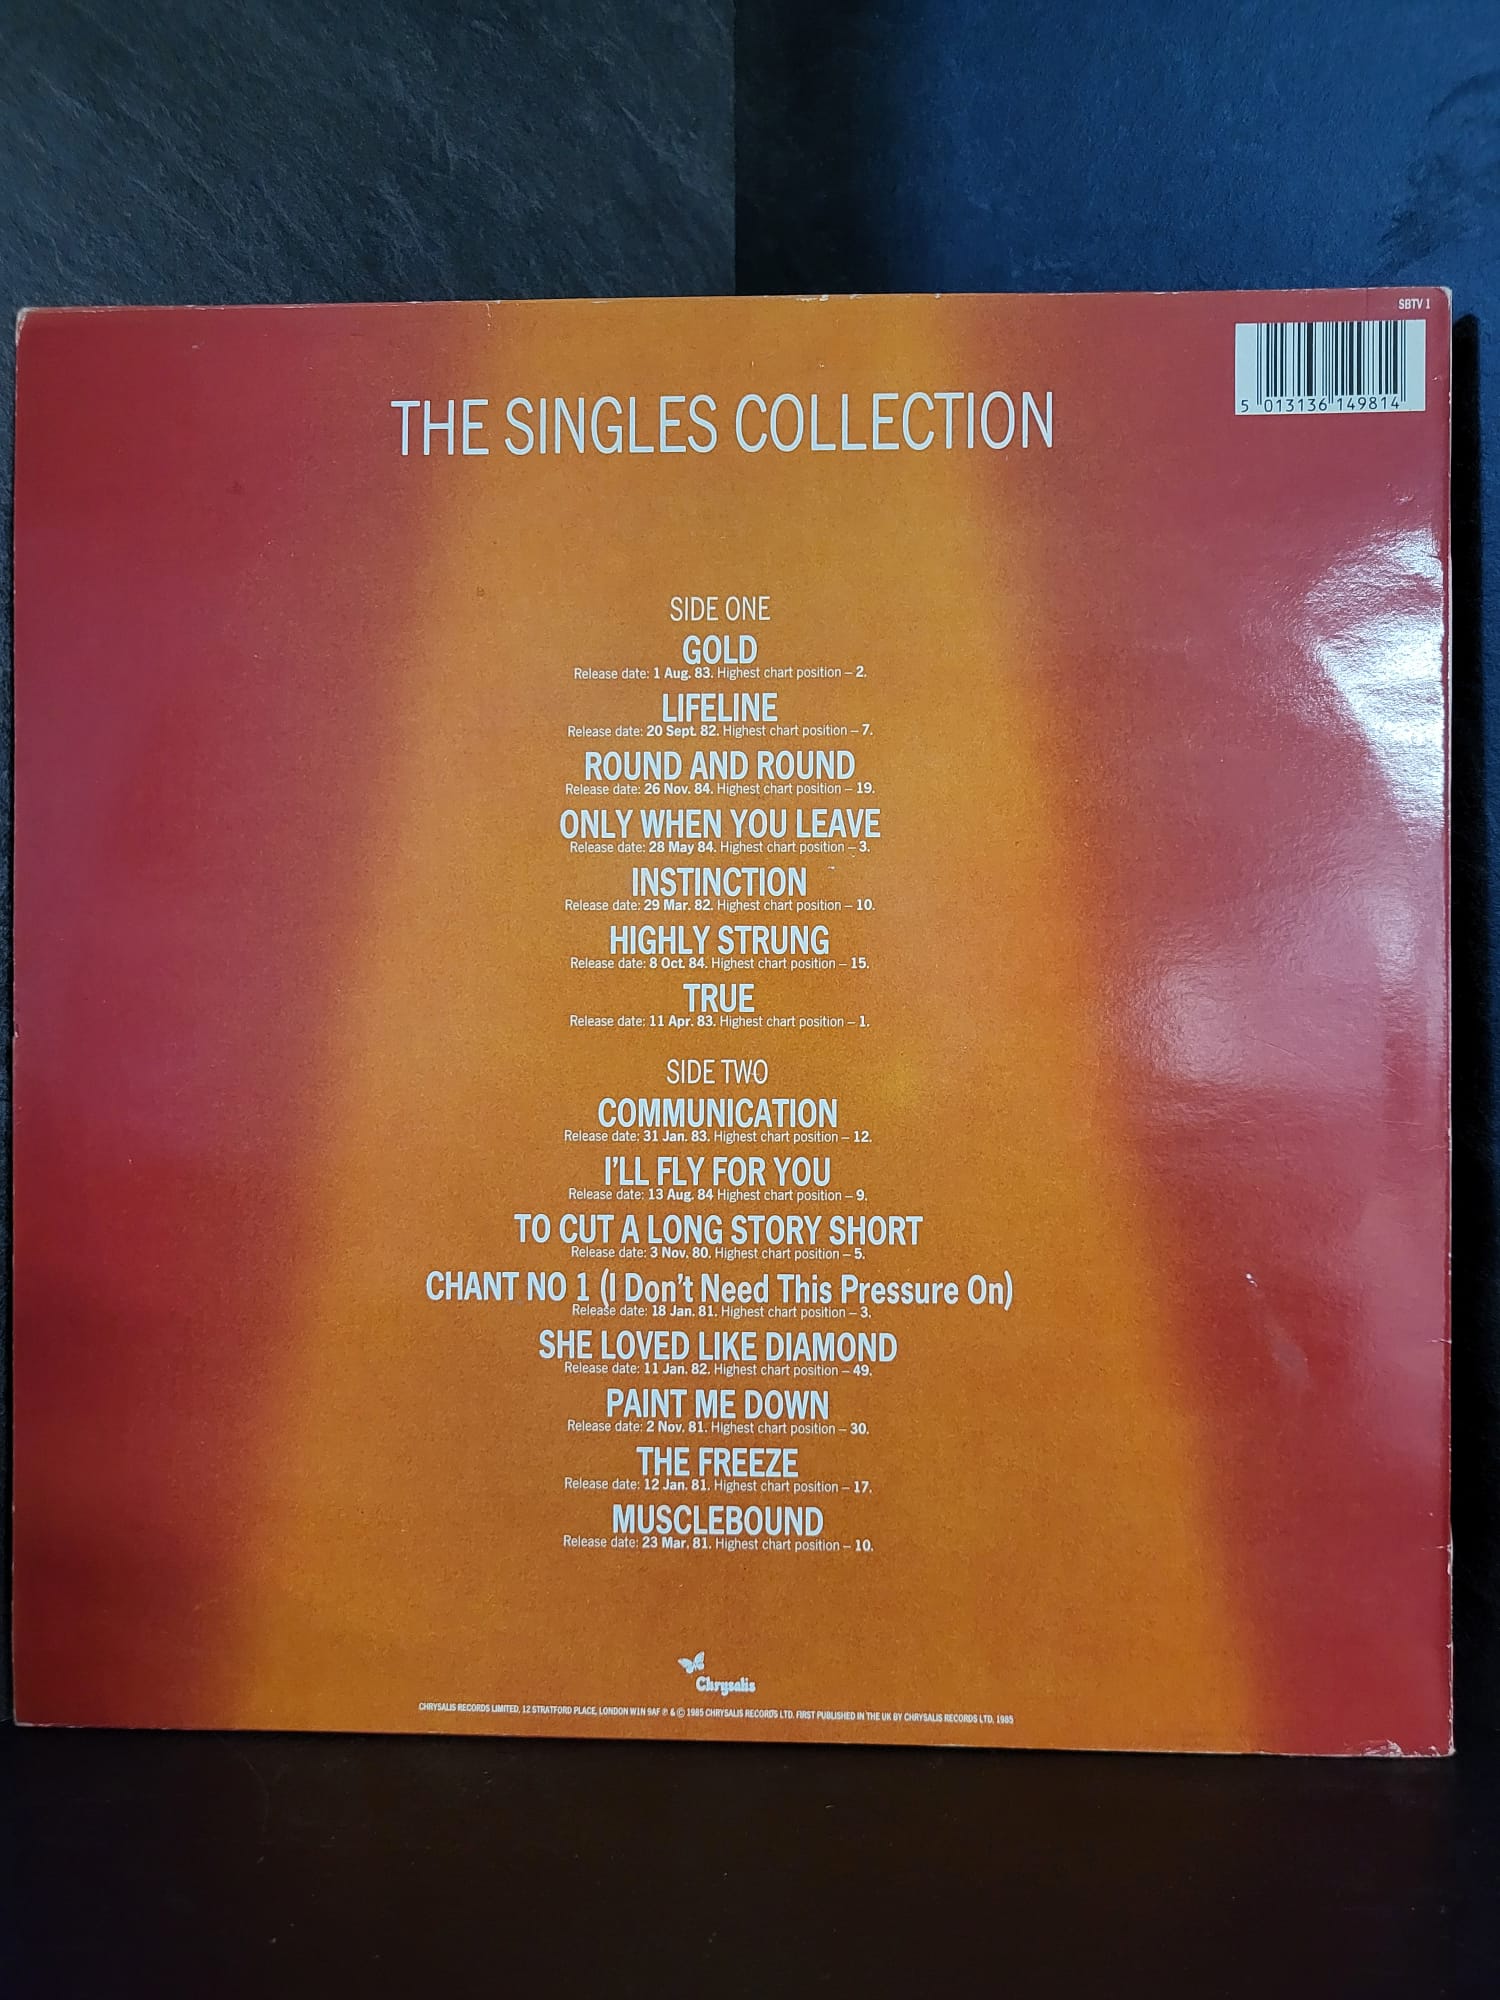 SBTV 1
5 013136 149814
THE SINGLES COLLECTION
SIDE ONE
GOLD
Release date: 1 Aug. 83. Highest chart position – 2.
LIFELINE
Release date: 20 Sept. 82. Highest chart position – 7.
ROUND AND ROUND
Release date: 26 Nov. 84. Highest chart position – 19.
ONLY WHEN YOU LEAVE
Release date: 28 May 84. Highest chart position – 3.
INSTINCTION
Release date: 29 Mar. 82. Highest chart position – 10.
HIGHLY STRUNG
Release date: 8 Oct. 84. Highest chart position – 15.
TRUE
Release date: 11 Apr. 83. Highest chart position – 1.
SIDE TWO
COMMUNICATION
Release date: 31 Jan. 83. Highest chart position – 12.
I'LL FLY FOR YOU
Release date: 13 Aug. 84 Highest chart position – 9.
TO CUT A LONG STORY SHORT
Release date: 3 Nov. 80. Highest chart position – 5.
CHANT NO 1 (I Don't Need This Pressure On)
Release date: 18 Jan. 81. Highest chart position – 3.
SHE LOVED LIKE DIAMOND
Release date: 11 Jan. 82. Highest chart position – 49.
PAINT ME DOWN
Release date: 2 Nov. 81. Highest chart position – 30.
THE FREEZE
Release date: 12 Jan. 81. Highest chart position – 17.
MUSCLEBOUND
Release date: 23 Mar. 81. Highest chart position – 10.
Chrysalis
CHRYSALIS RECORDS LIMITED, 12 STRATFORD PLACE, LONDON W1N 9AF ℗ & © 1985 CHRYSALIS RECORDS LTD. FIRST PUBLISHED IN THE UK BY CHRYSALIS RECORDS LTD. 1985